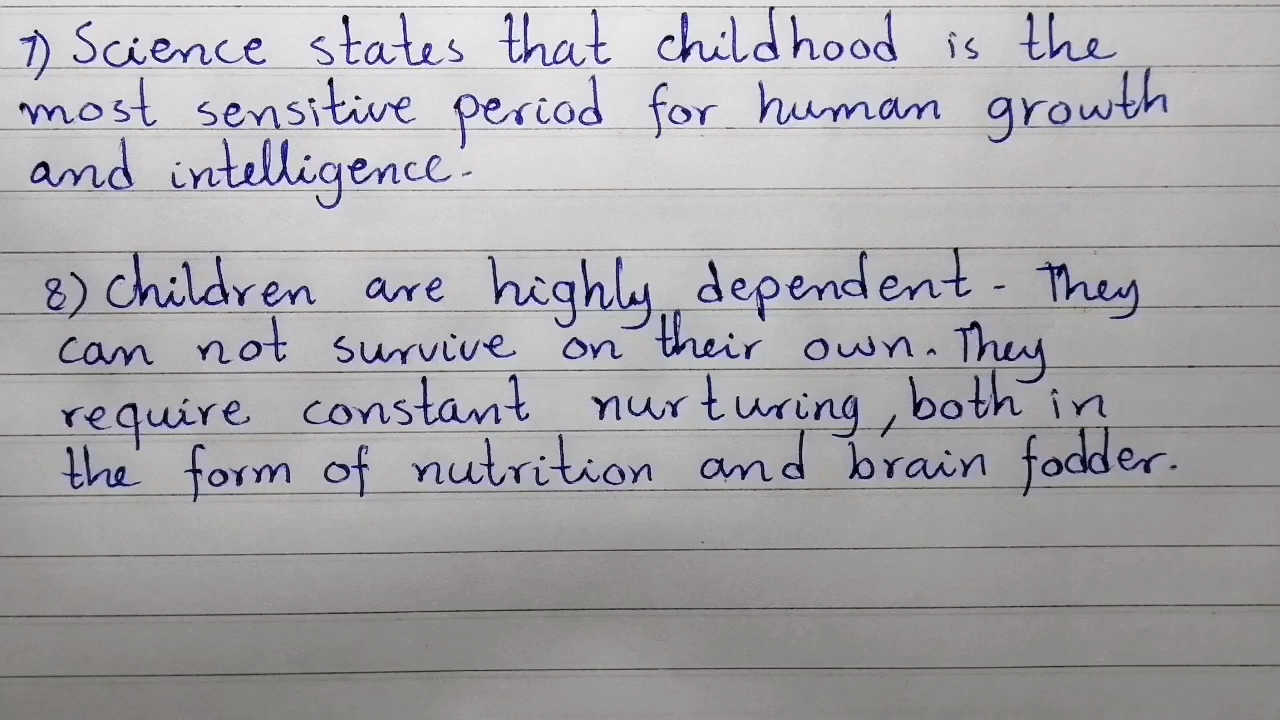 7) Science states that childhood is the
most sensitive period for human growth
and intelligence.
8) Children are highly dependent. They
can not survive on their own. They
require constant nurturing, both in
the form of nutrition and brain fodder.